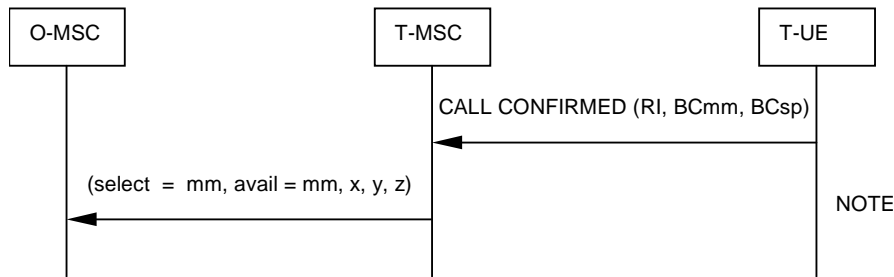 O-MSC
T-MSC
T-UE
CALL CONFIRMED (RI, BCmm, BCsp)
(select = mm, avail = mm, x, y, z)
NOTE